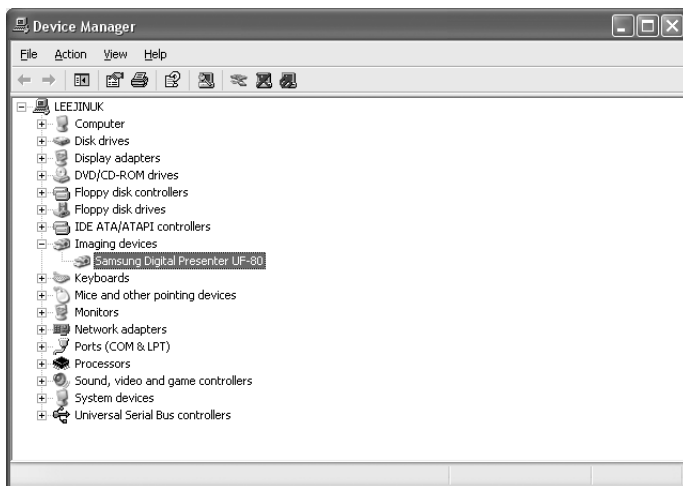 Device Manager
File Action View Help
LEEJINUK
Computer
Disk drives
Display adapters
DVD/CD-ROM drives
Floppy disk controllers
Floppy disk drives
IDE ATA/ATAPI controllers
Imaging devices
Samsung Digital Presenter UF-80
Keyboards
Mice and other pointing devices
Monitors
Network adapters
Ports (COM & LPT)
Processors
Sound, video and game controllers
System devices
Universal Serial Bus controllers